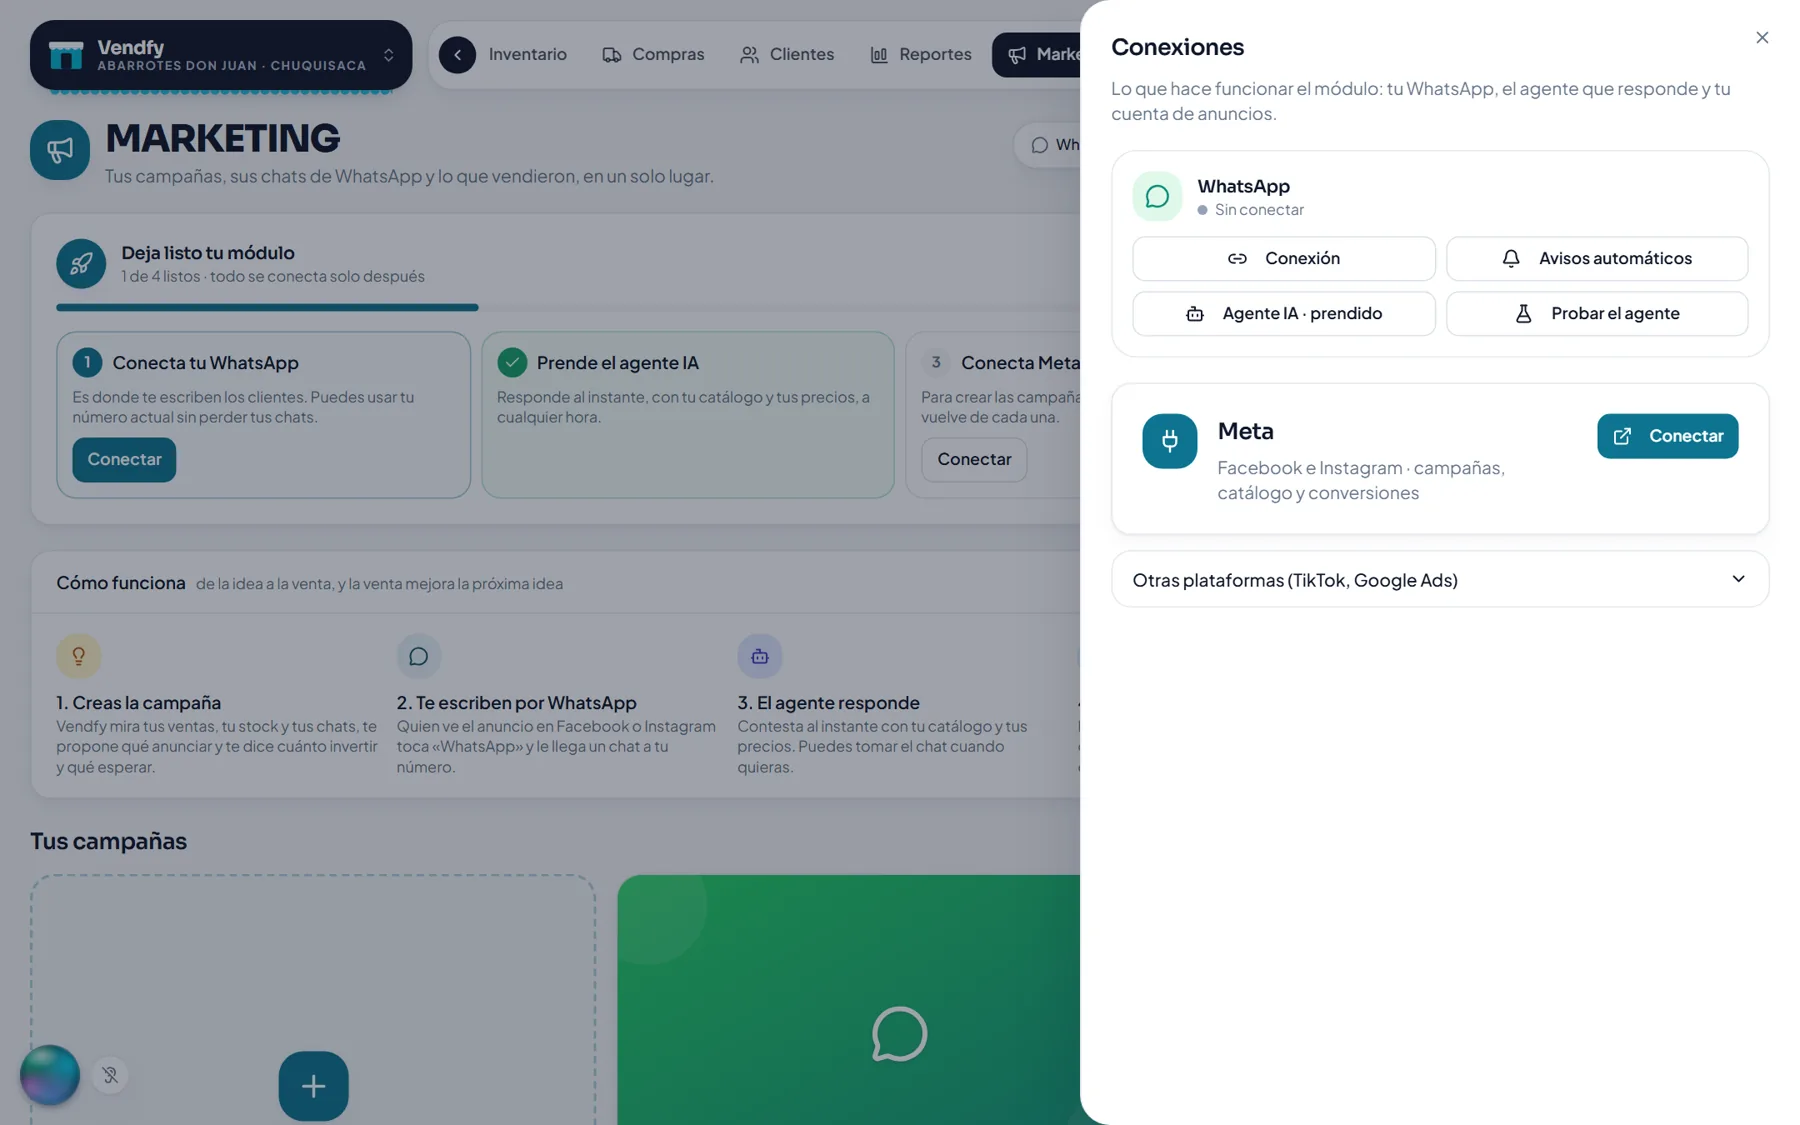 Vendfy
ABARROTES DON JUAN · CHUQUISACA
Inventario
Compras
Clientes
Reportes
MARKETING
Tus campañas, sus chats de WhatsApp y lo que vendieron, en un solo lugar.
Deja listo tu módulo
1 de 4 listos · todo se conecta solo después
1
Conecta tu WhatsApp
Es donde te escriben los clientes. Puedes usar tu
número actual sin perder tus chats.
Conectar
Prende el agente IA
Responde al instante, con tu catálogo y tus precios, a
cualquier hora.
3
Conecta Meta
Para crear las campaña
vuelve de cada una.
Conectar
Cómo funciona
de la idea a la venta, y la venta mejora la próxima idea
1. Creas la campaña
Vendfy mira tus ventas, tu stock y tus chats, te
propone qué anunciar y te dice cuánto invertir
y qué esperar.
2. Te escriben por WhatsApp
Quien ve el anuncio en Facebook o Instagram
toca «WhatsApp» y le llega un chat a tu
número.
3. El agente responde
Contesta al instante con tu catálogo y tus
precios. Puedes tomar el chat cuando
quieras.
Tus campañas
Conexiones
Lo que hace funcionar el módulo: tu WhatsApp, el agente que responde y tu
cuenta de anuncios.
WhatsApp
Sin conectar
Conexión
Avisos automáticos
Agente IA · prendido
Probar el agente
Meta
Facebook e Instagram · campañas,
catálogo y conversiones
Conectar
Otras plataformas (TikTok, Google Ads)